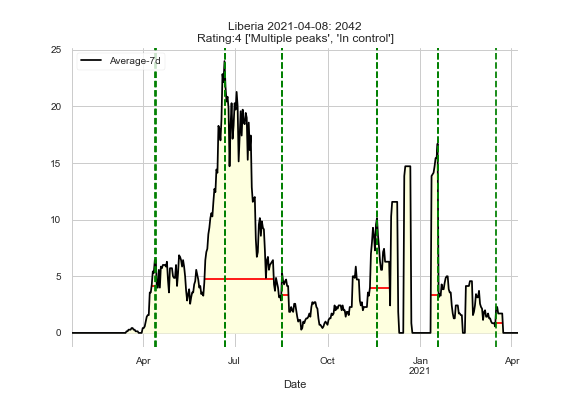 Liberia 2021-04-08: 2042
Rating:4 ['Multiple peaks', 'In control']
Average-7d
25
20
15
10
5
0
Apr
Jul
Oct
Jan
2021
Apr
Date